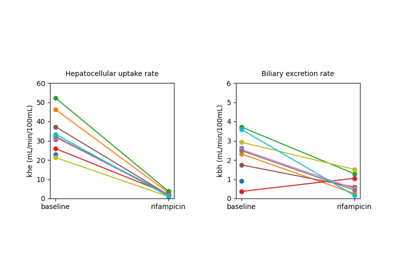 Hepatocellular uptake rate
khe (mL/min/100mL)
60
50
40
30
20
10
0
baseline
rifampicin
Biliary excretion rate
kbh (mL/min/100mL)
6
5
4
3
2
1
0
baseline
rifampicin